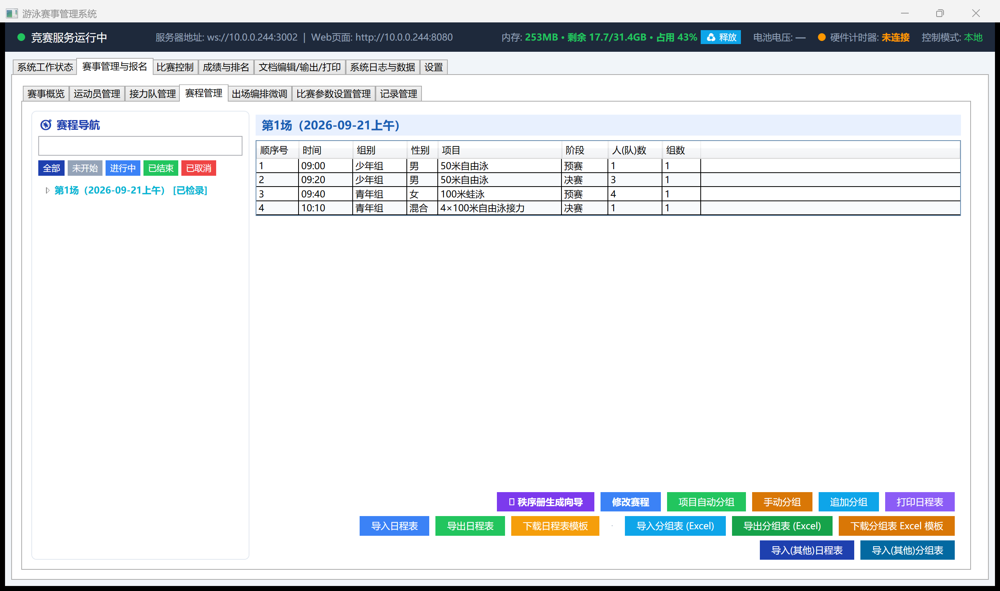 游泳赛事管理系统
竞赛服务运行中 服务器地址: ws://10.0.0.244:3002 | Web页面: http://10.0.0.244:8080 内存: 253MB • 剩余 17.7/31.4GB • 占用 43% 释放 电池电压: — 硬件计时器: 未连接 控制模式: 本地
系统工作状态 赛事管理与报名 比赛控制 成绩与排名 文档编辑/输出/打印 系统日志与数据 设置
赛事概览 运动员管理 接力队管理 赛程管理 出场编排微调 比赛参数设置管理 记录管理
赛程导航
全部 未开始 进行中 已结束 已取消
第1场（2026-09-21上午） [已检录]
第1场（2026-09-21上午）
顺序号 时间 组别 性别 项目 阶段 人(队)数 组数
1 09:00 少年组 男 50米自由泳 预赛 1 1
2 09:20 少年组 男 50米自由泳 决赛 3 1
3 09:40 青年组 女 100米蛙泳 预赛 4 1
4 10:10 青年组 混合 4×100米自由泳接力 决赛 1 1
秩序册生成向导 修改赛程 项目自动分组 手动分组 追加分组 打印日程表
导入日程表 导出日程表 下载日程表模板 · 导入分组表 (Excel) 导出分组表 (Excel) 下载分组表 Excel 模板
导入(其他)日程表 导入(其他)分组表